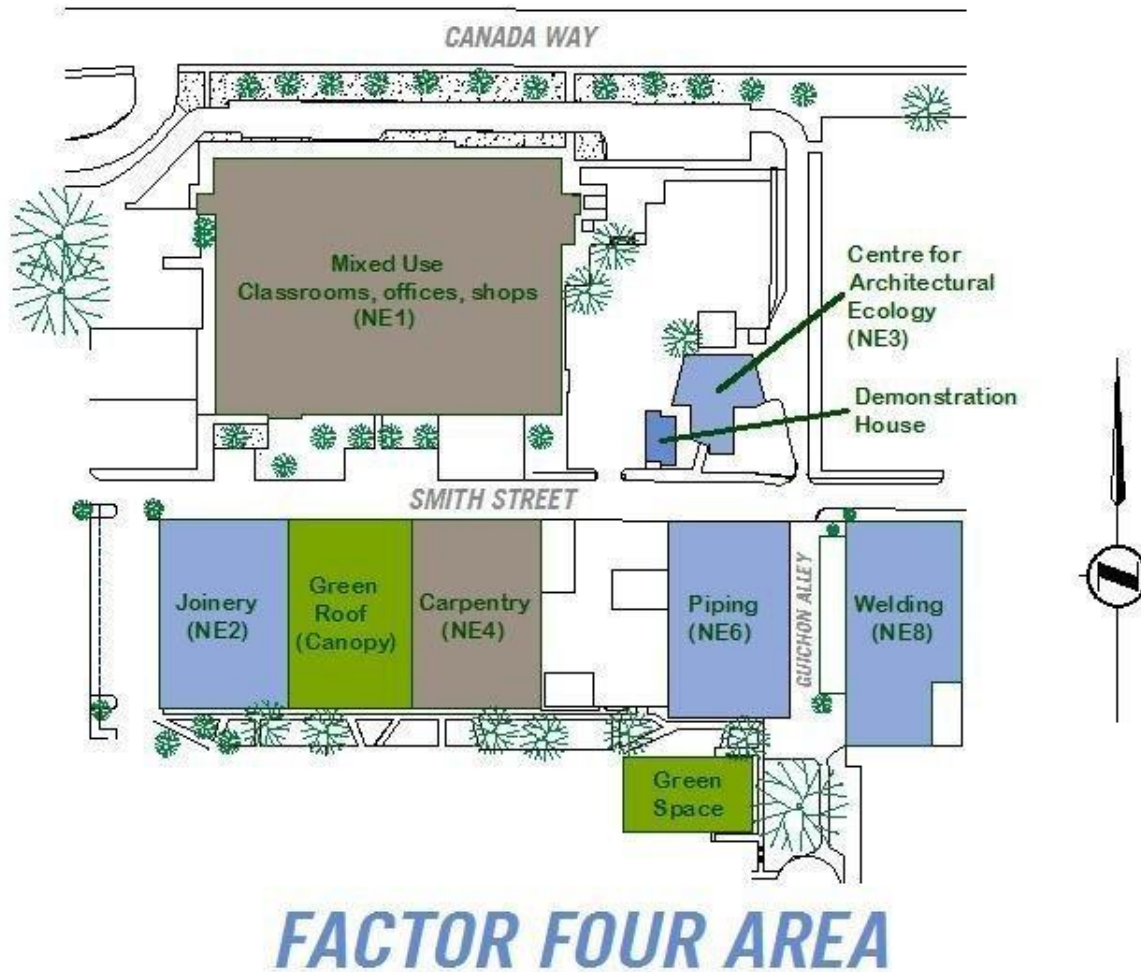 CANADA WAY
Mixed Use
Classrooms, offices, shops
(NE1)
Centre for
Architectural
Ecology
(NE3)
Demonstration
House
SMITH STREET
Joinery
(NE2)
Green
Roof
(Canopy)
Carpentry
(NE4)
Piping
(NE6)
GUICHON ALLEY
Welding
(NE8)
Green
Space
FACTOR FOUR AREA